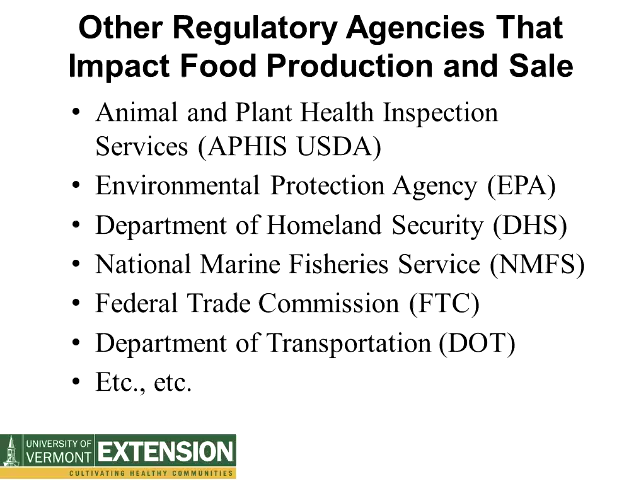 Other Regulatory Agencies That
Impact Food Production and Sale
• Animal and Plant Health Inspection
Services (APHIS USDA)
• Environmental Protection Agency (EPA)
• Department of Homeland Security (DHS)
• National Marine Fisheries Service (NMFS)
• Federal Trade Commission (FTC)
• Department of Transportation (DOT)
• Etc., etc.
UNIVERSITY OF
VERMONT EXTENSION
CULTIVATING HEALTHY COMMUNITIES